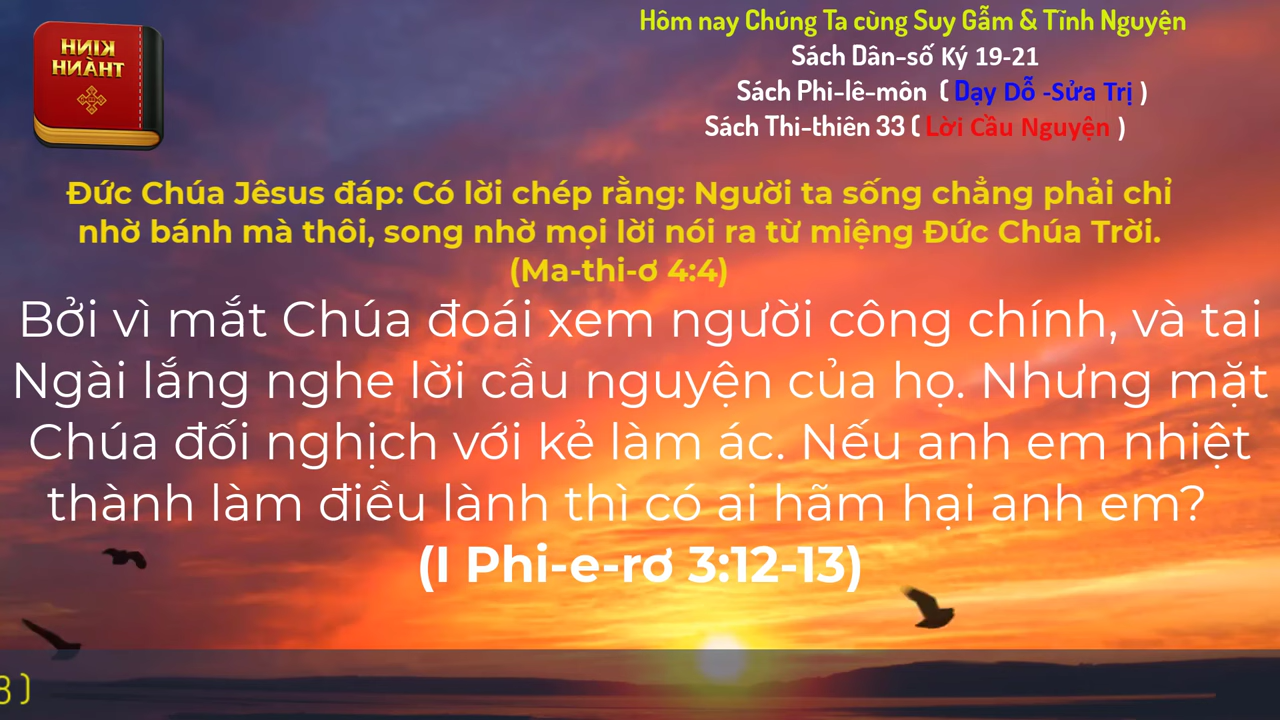 KINH
THÁNH
Hôm nay Chúng Ta cùng Suy Gẫm & Tĩnh Nguyện
Sách Dân-số Ký 19-21
Sách Phi-lê-môn ( Dạy Dỗ -Sửa Trị )
Sách Thi-thiên 33 ( Lời Cầu Nguyện )
Đức Chúa Jêsus đáp: Có lời chép rằng: Người ta sống chẳng phải chỉ
nhờ bánh mà thôi, song nhờ mọi lời nói ra từ miệng Đức Chúa Trời.
(Ma-thi-ơ 4:4)
Bởi vì mắt Chúa đoái xem người công chính, và tai
Ngài lắng nghe lời cầu nguyện của họ. Nhưng mặt
Chúa đối nghịch với kẻ làm ác. Nếu anh em nhiệt
thành làm điều lành thì có ai hãm hại anh em?
(I Phi-e-rơ 3:12-13)